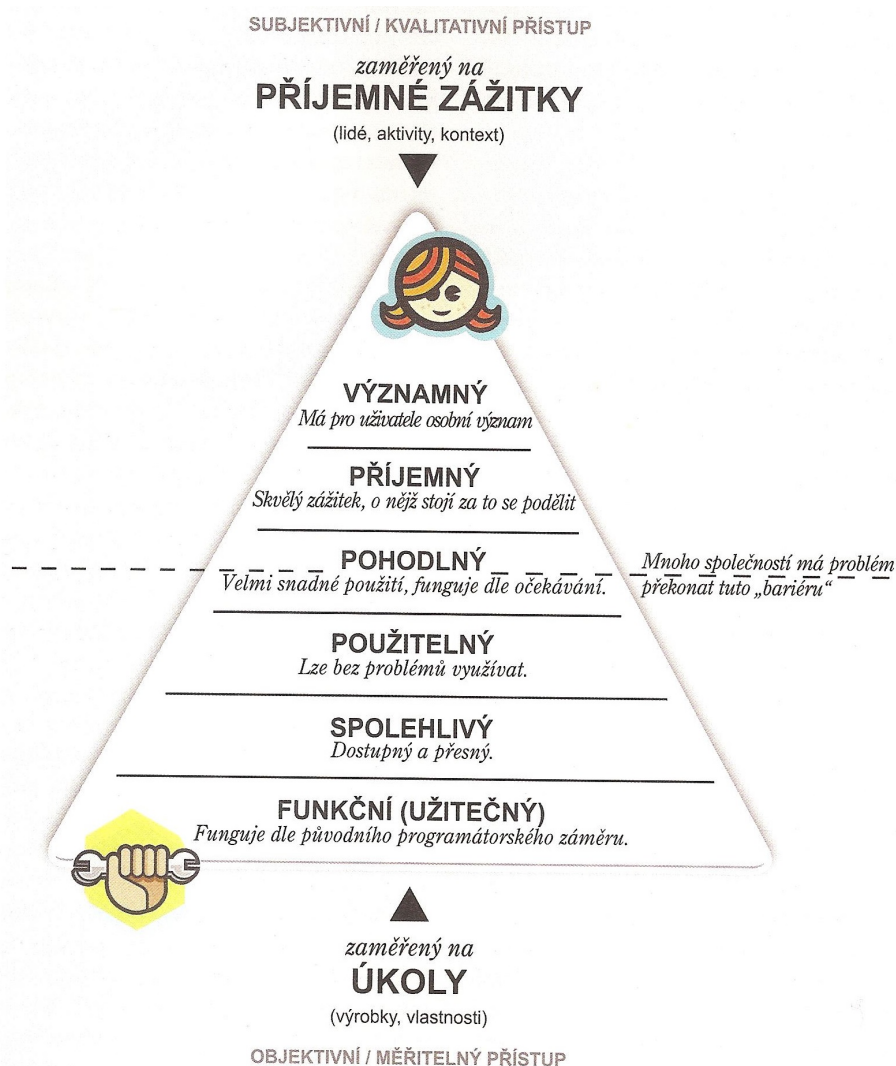 SUBJEKTIVNÍ / KVALITATIVNÍ PŘÍSTUP
zaměřený na
PŘÍJEMNÉ ZÁŽITKY
(lidé, aktivity, kontext)
VÝZNAMNÝ
Má pro uživatele osobní význam
PŘÍJEMNÝ
Skvělý zážitek, o nějž stojí za to se podělit
POHODLNÝ
Velmi snadné použití, funguje dle očekávání.
Mnoho společností má problém
překonat tuto „bariéru“
POUŽITELNÝ
Lze bez problémů využívat.
SPOLEHLIVÝ
Dostupný a přesný.
FUNKČNÍ (UŽITEČNÝ)
Funguje dle původního programátorského záměru.
zaměřený na
ÚKOLY
(výrobky, vlastnosti)
OBJEKTIVNÍ / MĚŘITELNÝ PŘÍSTUP